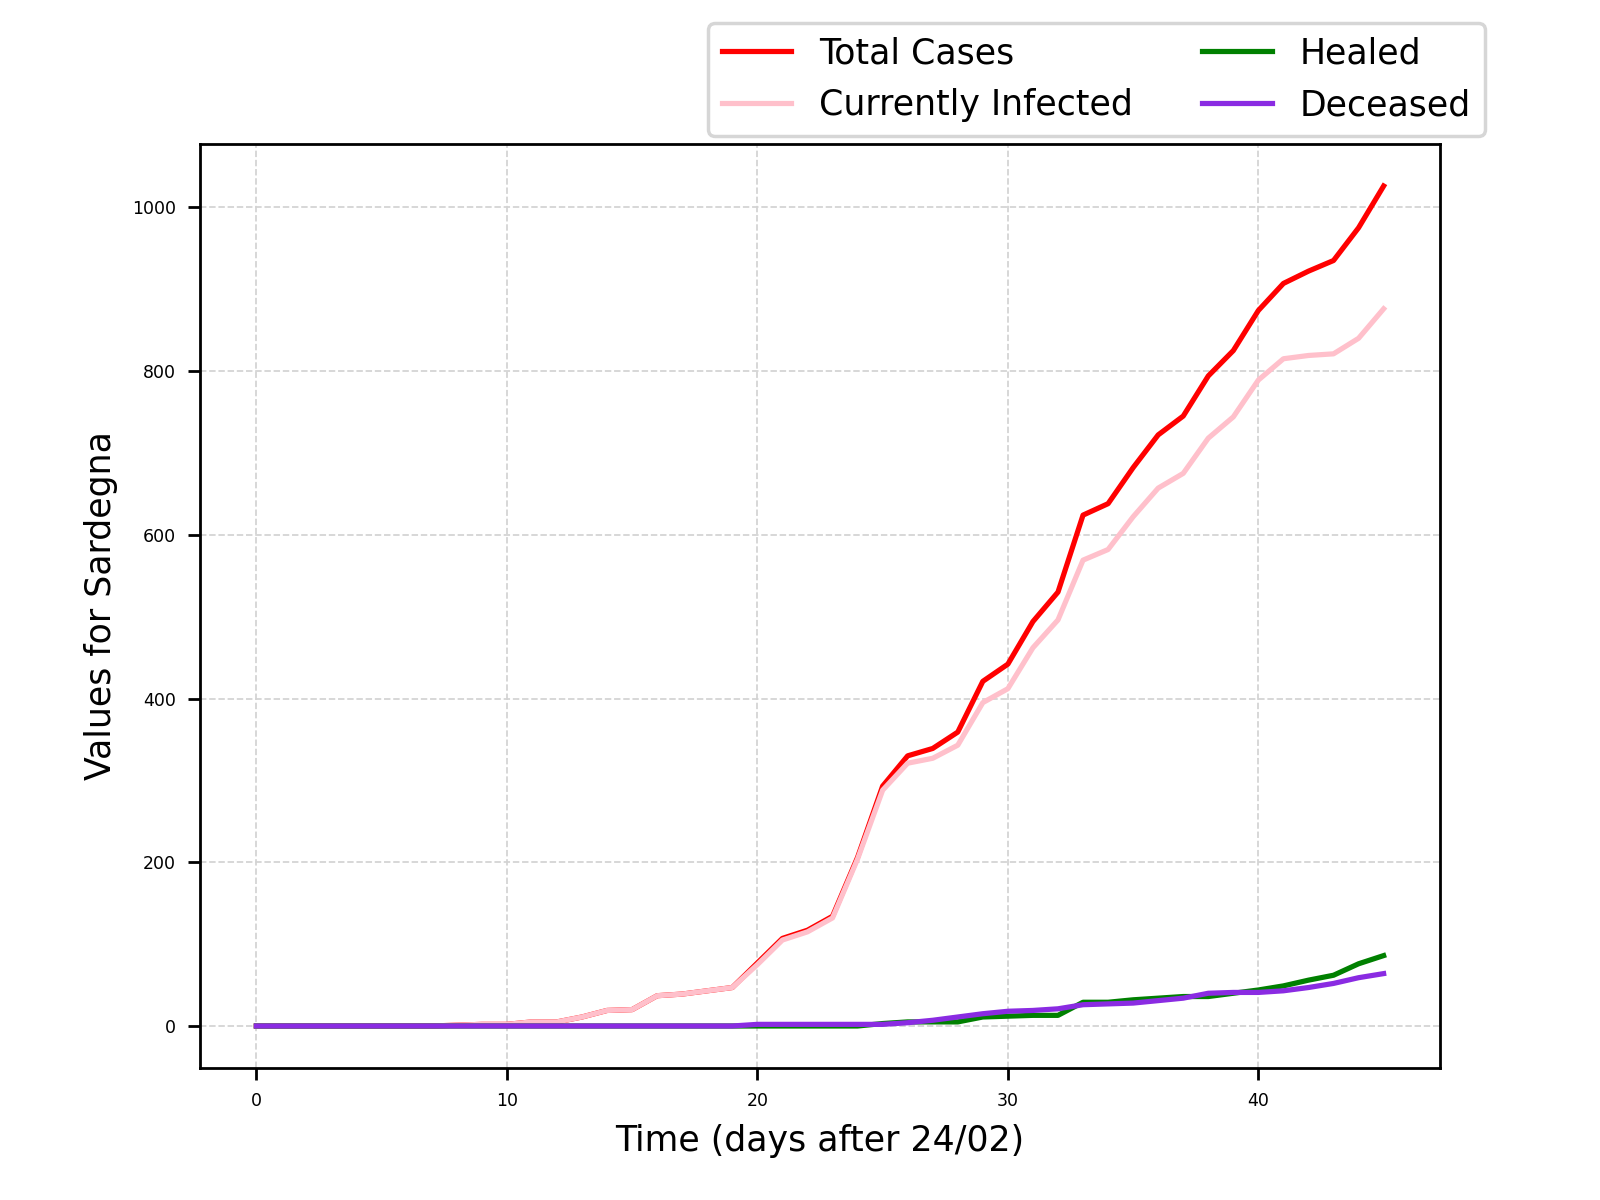 Total Cases
Currently Infected
Healed
Deceased
1000
800
600
400
200
0
Values for Sardegna
0 10 20 30 40
Time (days after 24/02)